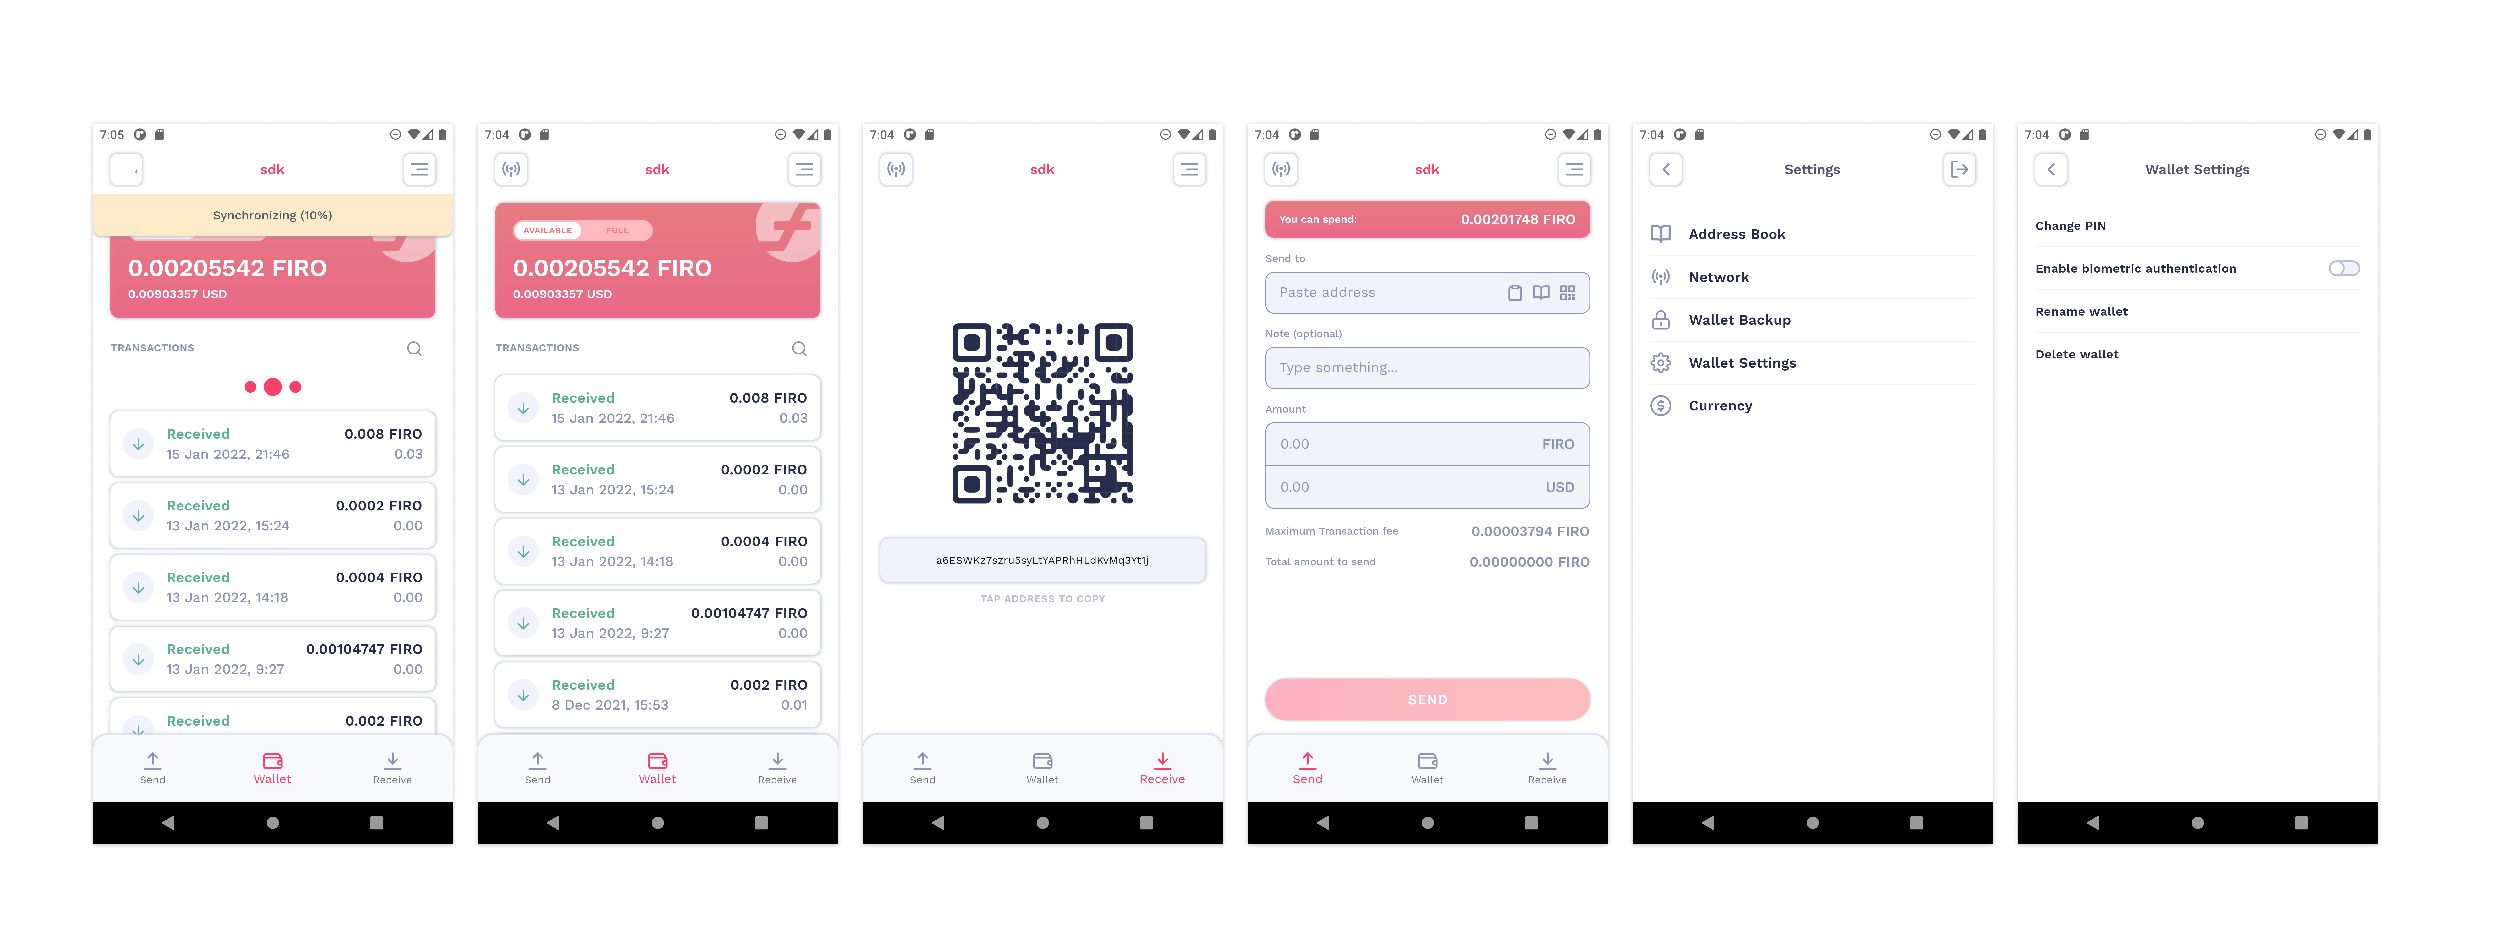 7:05
sdk
Synchronizing (10%)
0.00205542 FIRO
0.00903357 USD
TRANSACTIONS
Received 0.008 FIRO
15 Jan 2022, 21:46 0.03
Received 0.0002 FIRO
13 Jan 2022, 15:24 0.00
Received 0.0004 FIRO
13 Jan 2022, 14:18 0.00
Received 0.00104747 FIRO
13 Jan 2022, 9:27 0.00
Received 0.002 FIRO
Send Wallet Receive
7:04
sdk
AVAILABLE FULL
0.00205542 FIRO
0.00903357 USD
TRANSACTIONS
Received 0.008 FIRO
15 Jan 2022, 21:46 0.03
Received 0.0002 FIRO
13 Jan 2022, 15:24 0.00
Received 0.0004 FIRO
13 Jan 2022, 14:18 0.00
Received 0.00104747 FIRO
13 Jan 2022, 9:27 0.00
Received 0.002 FIRO
8 Dec 2021, 15:53 0.01
Send Wallet Receive
7:04
sdk
a6ESWKz7szru5syLtYAPRhHLdKvMq3Yt1j
TAP ADDRESS TO COPY
Send Wallet Receive
7:04
sdk
You can spend: 0.00201748 FIRO
Send to
Paste address
Note (optional)
Type something...
Amount
0.00 FIRO
0.00 USD
Maximum Transaction fee 0.00003794 FIRO
Total amount to send 0.00000000 FIRO
SEND
Send Wallet Receive
7:04
Settings
Address Book
Network
Wallet Backup
Wallet Settings
Currency
7:04
Wallet Settings
Change PIN
Enable biometric authentication
Rename wallet
Delete wallet